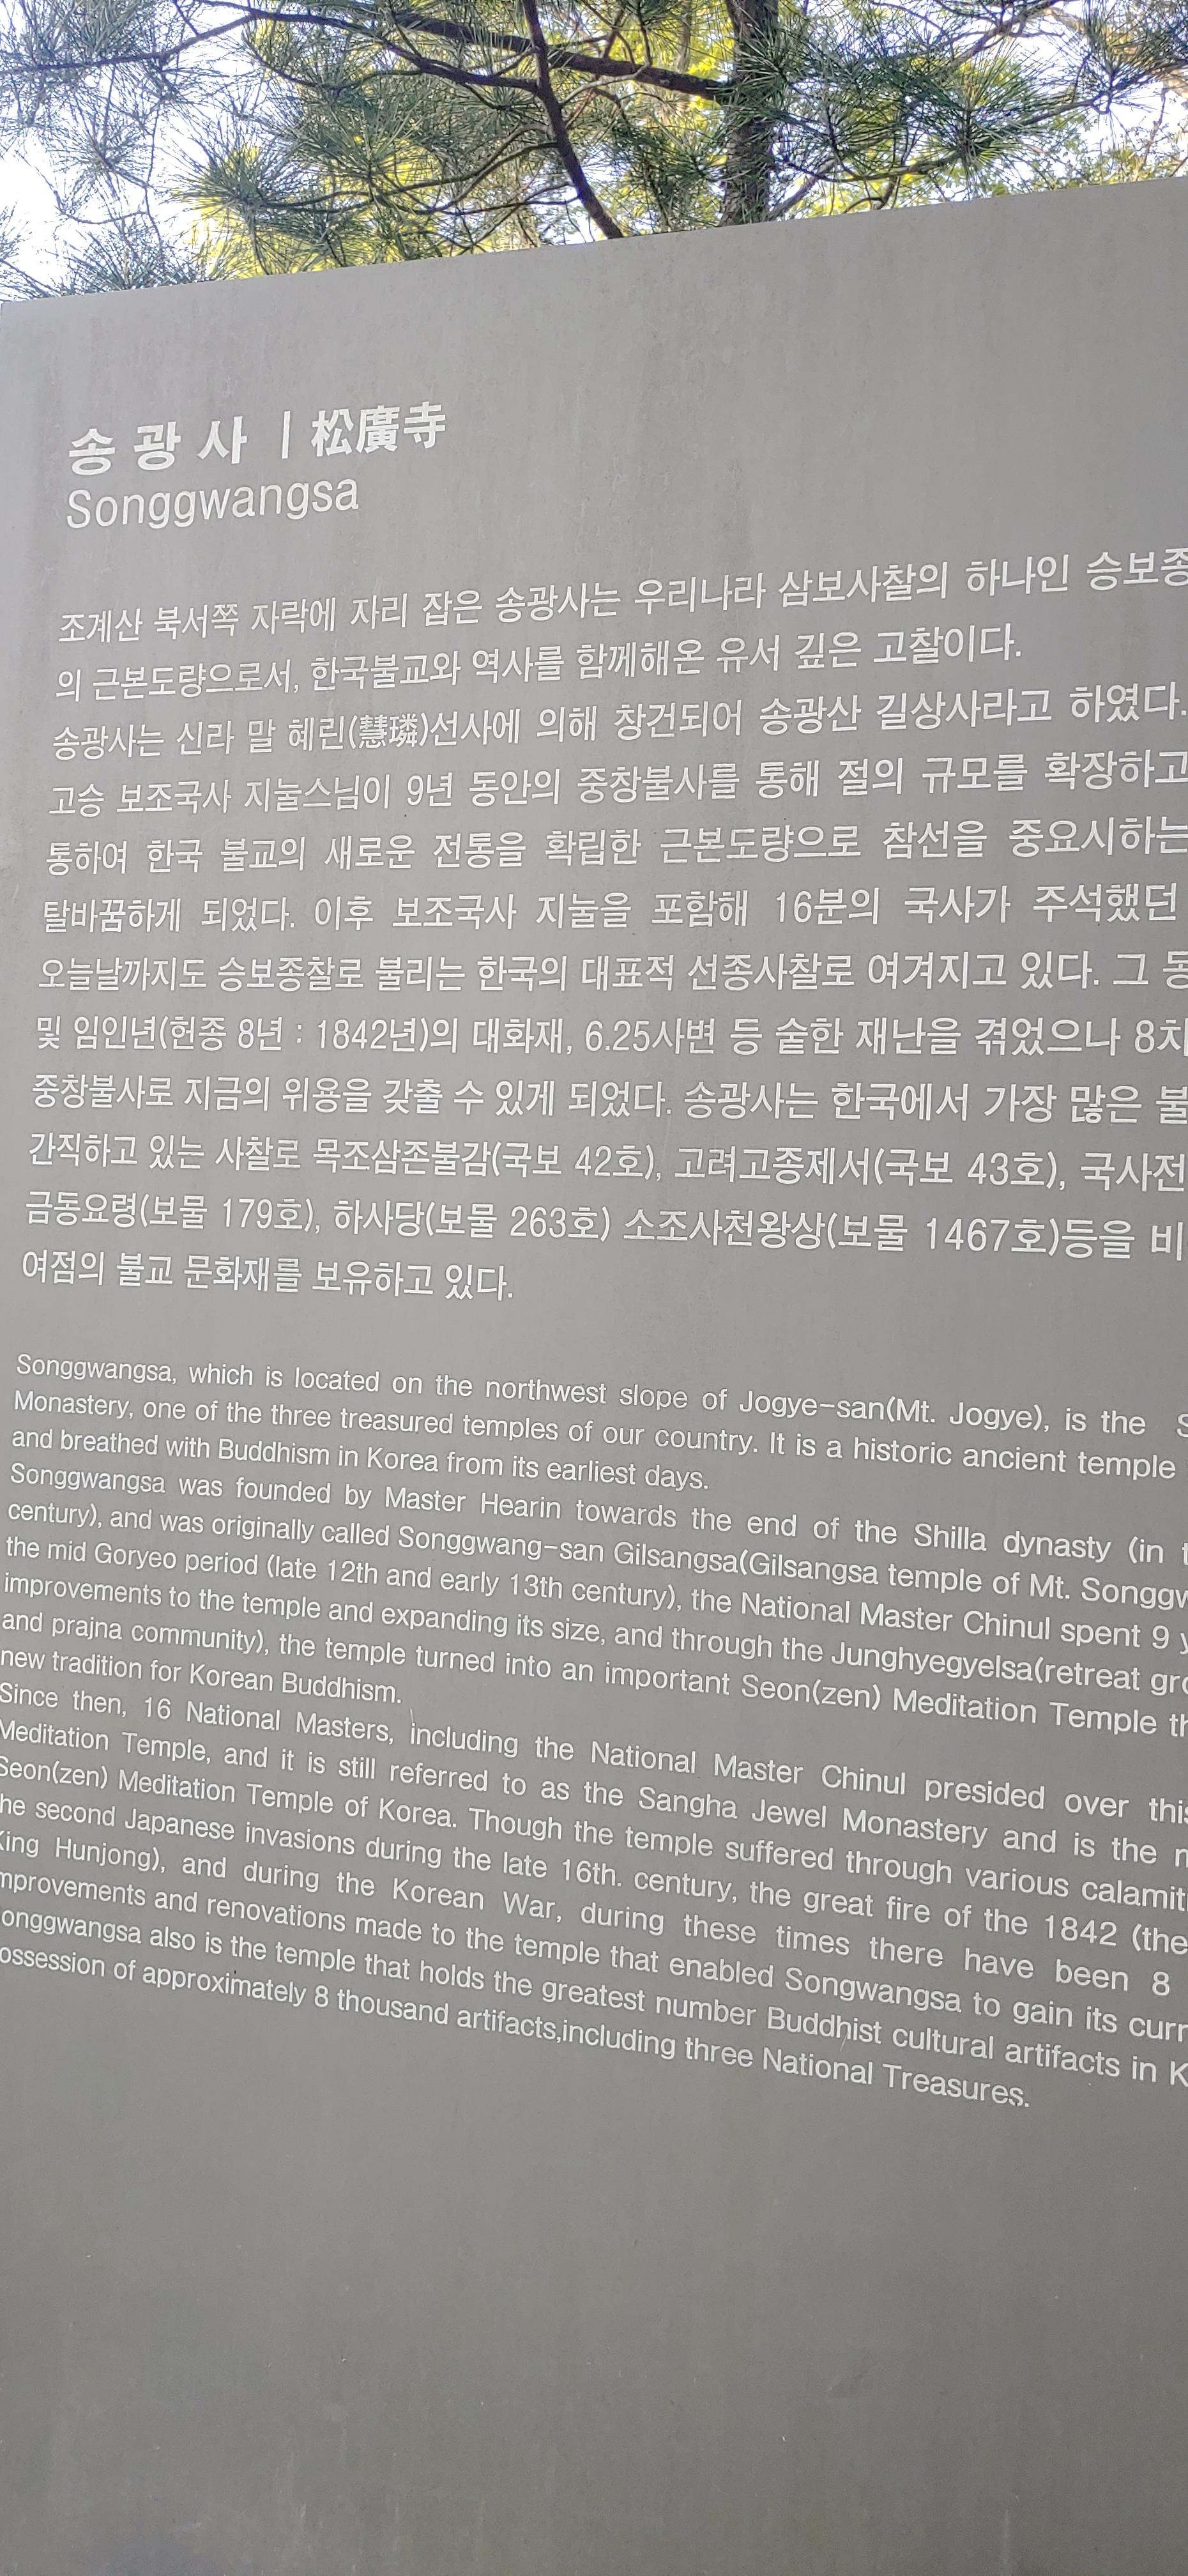 송광사 | 松廣寺
Songgwangsa
조계산 북서쪽 자락에 자리 잡은 송광사는 우리나라 삼보사찰의 하나인 승보종
의 근본도량으로서, 한국불교와 역사를 함께해온 유서 깊은 고찰이다.
송광사는 신라 말 혜린(慧璘)선사에 의해 창건되어 송광산 길상사라고 하였다.
고승 보조국사 지눌스님이 9년 동안의 중창불사를 통해 절의 규모를 확장하고
통하여 한국 불교의 새로운 전통을 확립한 근본도량으로 참선을 중요시하는
탈바꿈하게 되었다. 이후 보조국사 지눌을 포함해 16분의 국사가 주석했던
오늘날까지도 승보종찰로 불리는 한국의 대표적 선종사찰로 여겨지고 있다. 그
및 임인년(헌종 8년 : 1842년)의 대화재, 6.25사변 등 숱한 재난을 겪었으나 8차
중창불사로 지금의 위용을 갖출 수 있게 되었다. 송광사는 한국에서 가장 많은 불
간직하고 있는 사찰로 목조삼존불감(국보 42호), 고려고종제서(국보 43호), 국사전
금동요령(보물 179호), 하사당(보물 263호) 소조사천왕상(보물 1467호)등을 비
여점의 불교 문화재를 보유하고 있다.
Songgwangsa, which is located on the northwest slope of Jogye-san(Mt. Jogye), is the S
Monastery, one of the three treasured temples of our country. It is a historic ancient temple
and breathed with Buddhism in Korea from its earliest days.
Songgwangsa was founded by Master Hearin towards the end of the Shilla dynasty (in t
century), and was originally called Songgwang-san Gilsangsa(Gilsangsa temple of Mt. Songgw
the mid Goryeo period (late 12th and early 13th century), the National Master Chinul spent 9 y
improvements to the temple and expanding its size, and through the Junghyegyelsa(retreat gro
and prajna community), the temple turned into an important Seon(zen) Meditation Temple th
new tradition for Korean Buddhism.
Since then, 16 National Masters, including the National Master Chinul presided over this
Meditation Temple, and it is still referred to as the Sangha Jewel Monastery and is the m
Seon(zen) Meditation Temple of Korea. Though the temple suffered through various calamiti
he second Japanese invasions during the late 16th. century, the great fire of the 1842 (the
King Hunjong), and during the Korean War, during these times there have been 8
mprovements and renovations made to the temple that enabled Songwangsa to gain its curr
onggwangsa also is the temple that holds the greatest number Buddhist cultural artifacts in K
ossession of approximately 8 thousand artifacts,including three National Treasures.